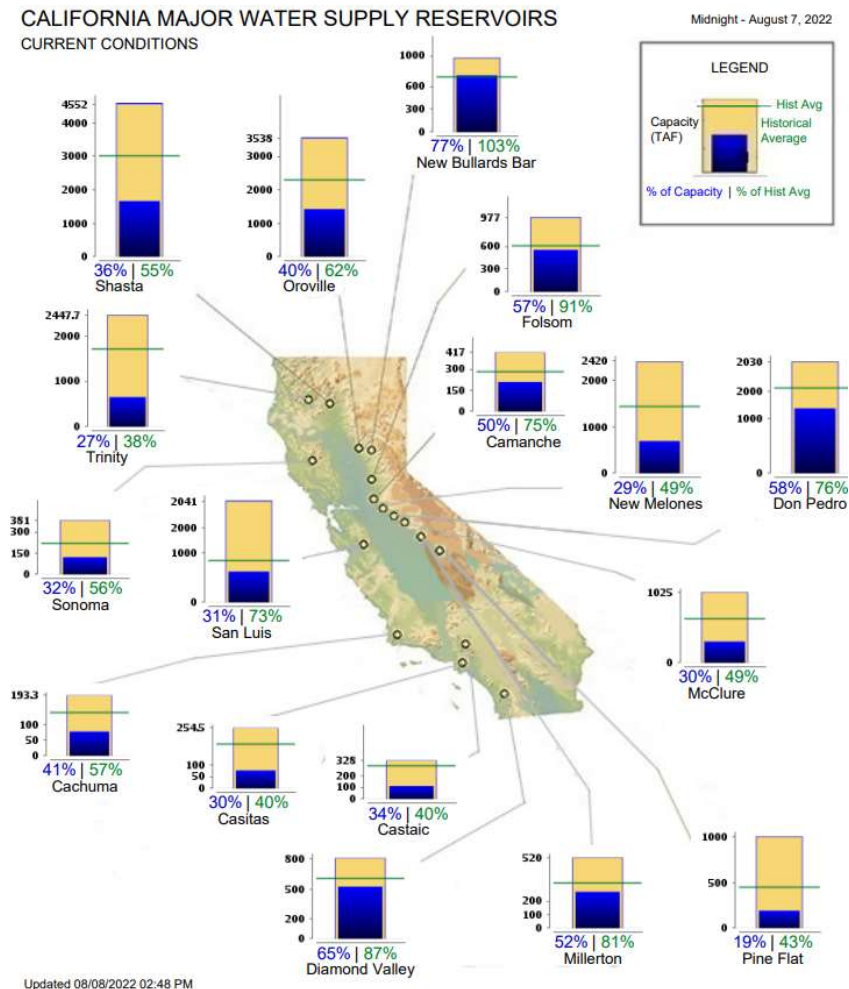 CALIFORNIA MAJOR WATER SUPPLY RESERVOIRS
CURRENT CONDITIONS
Midnight - August 7, 2022
LEGEND
Capacity
(TAF)
Hist Avg
Historical
Average
% of Capacity | % of Hist Avg
1000
600
300
0
77% | 103%
New Bullards Bar
4552
4000
3000
2000
1000
0
36% | 55%
Shasta
3538
3000
2000
1000
0
40% | 62%
Oroville
977
600
300
0
57% | 91%
Folsom
2447.7
2000
1000
0
27% | 38%
Trinity
417
300
150
0
50% | 75%
Camanche
2420
2000
1000
0
29% | 49%
New Melones
2030
2000
1000
0
58% | 76%
Don Pedro
381
300
150
0
32% | 56%
Sonoma
2041
2000
1000
0
31% | 73%
San Luis
1025
0
30% | 49%
McClure
193.3
100
50
0
41% | 57%
Cachuma
254.5
100
50
0
30% | 40%
Casitas
328
200
100
0
34% | 40%
Castaic
800
500
200
0
65% | 87%
Diamond Valley
520
200
100
0
52% | 81%
Millerton
1000
500
0
19% | 43%
Pine Flat
Updated 08/08/2022 02:48 PM